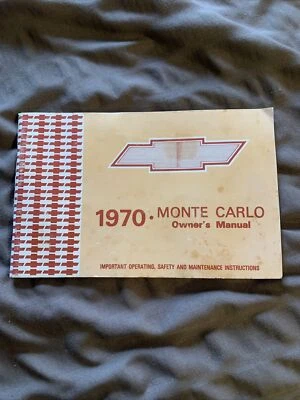 1970 • MONTE CARLO
Owner's Manual
IMPORTANT OPERATING, SAFETY AND MAINTENANCE INSTRUCTIONS